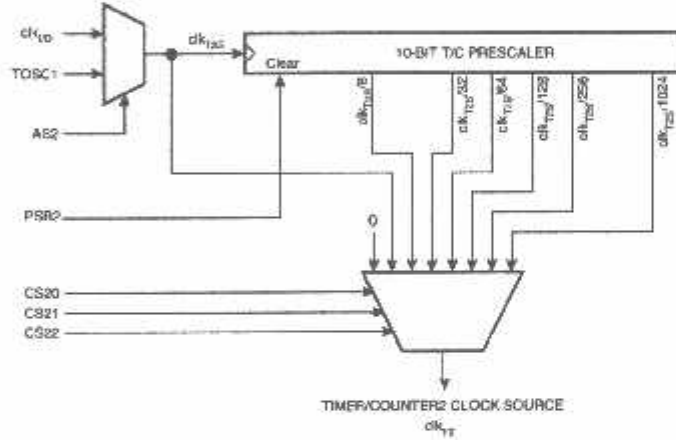 clkI/O
clkT2S
10-BIT T/C PRESCALER
TOSC1
Clear
AS2
clkT2S/8
clkT2S/32
clkT2S/64
clkT2S/128
clkT2S/256
clkT2S/1024
PSR2
0
CS20
CS21
CS22
TIMER/COUNTER2 CLOCK SOURCE
clkT2